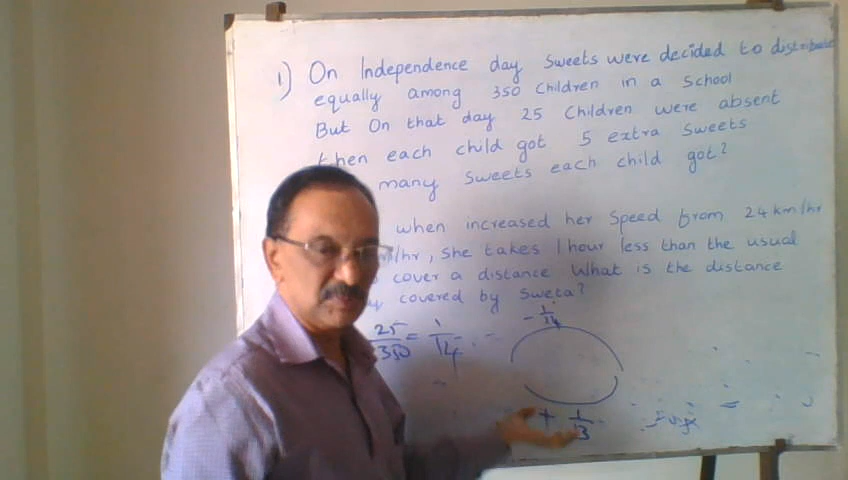 1) On Independence day Sweets were decided to distribute
equally among 350 Children in a School
But On that day 25 Children were absent
then each child got 5 extra Sweets
many Sweets each child got?
when increased her Speed from 24 km/hr
/hr, She takes 1 hour less than the usual
cover a distance What is the distance
covered by Sweta?
25/350 = 1/14
- 1/14
+ 1/13
=